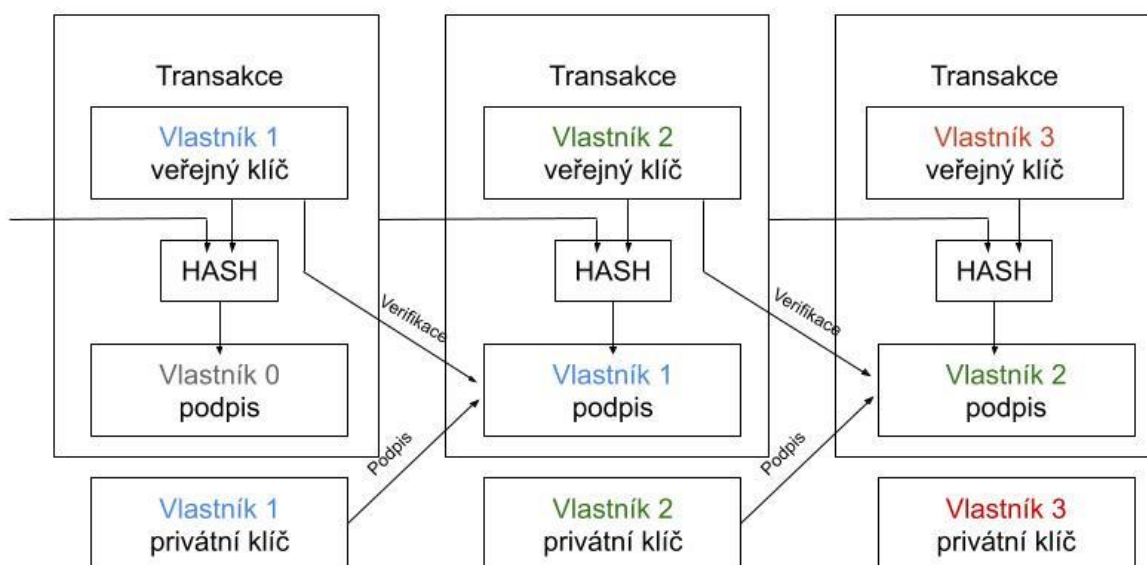 Transakce
Vlastník 1
veřejný klíč
HASH
Vlastník 0
podpis
Vlastník 1
privátní klíč
Verifikace
Podpis
Transakce
Vlastník 2
veřejný klíč
HASH
Vlastník 1
podpis
Vlastník 2
privátní klíč
Verifikace
Podpis
Transakce
Vlastník 3
veřejný klíč
HASH
Vlastník 2
podpis
Vlastník 3
privátní klíč